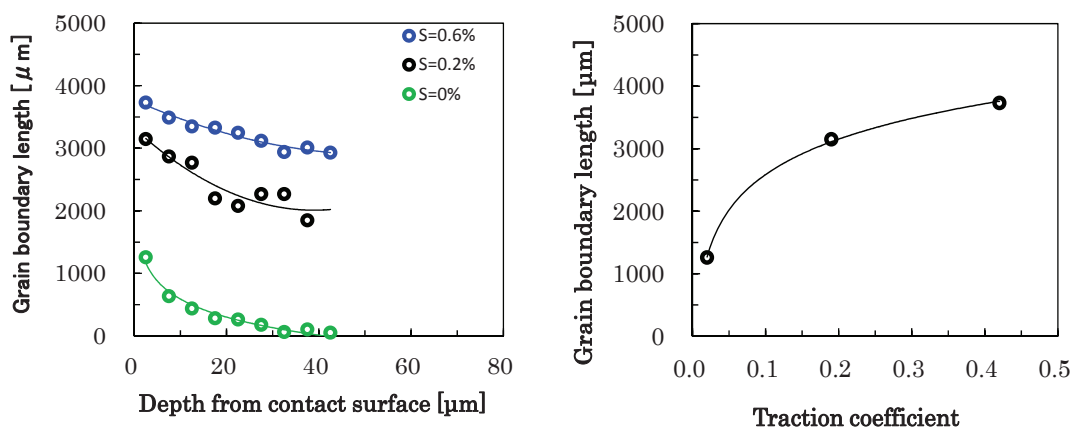 5000
4000
3000
2000
1000
0
Grain boundary length [μm]
S=0.6%
S=0.2%
S=0%
0 20 40 60 80
Depth from contact surface [μm]
5000
4000
3000
2000
1000
0
Grain boundary length [μm]
0.0 0.1 0.2 0.3 0.4 0.5
Traction coefficient